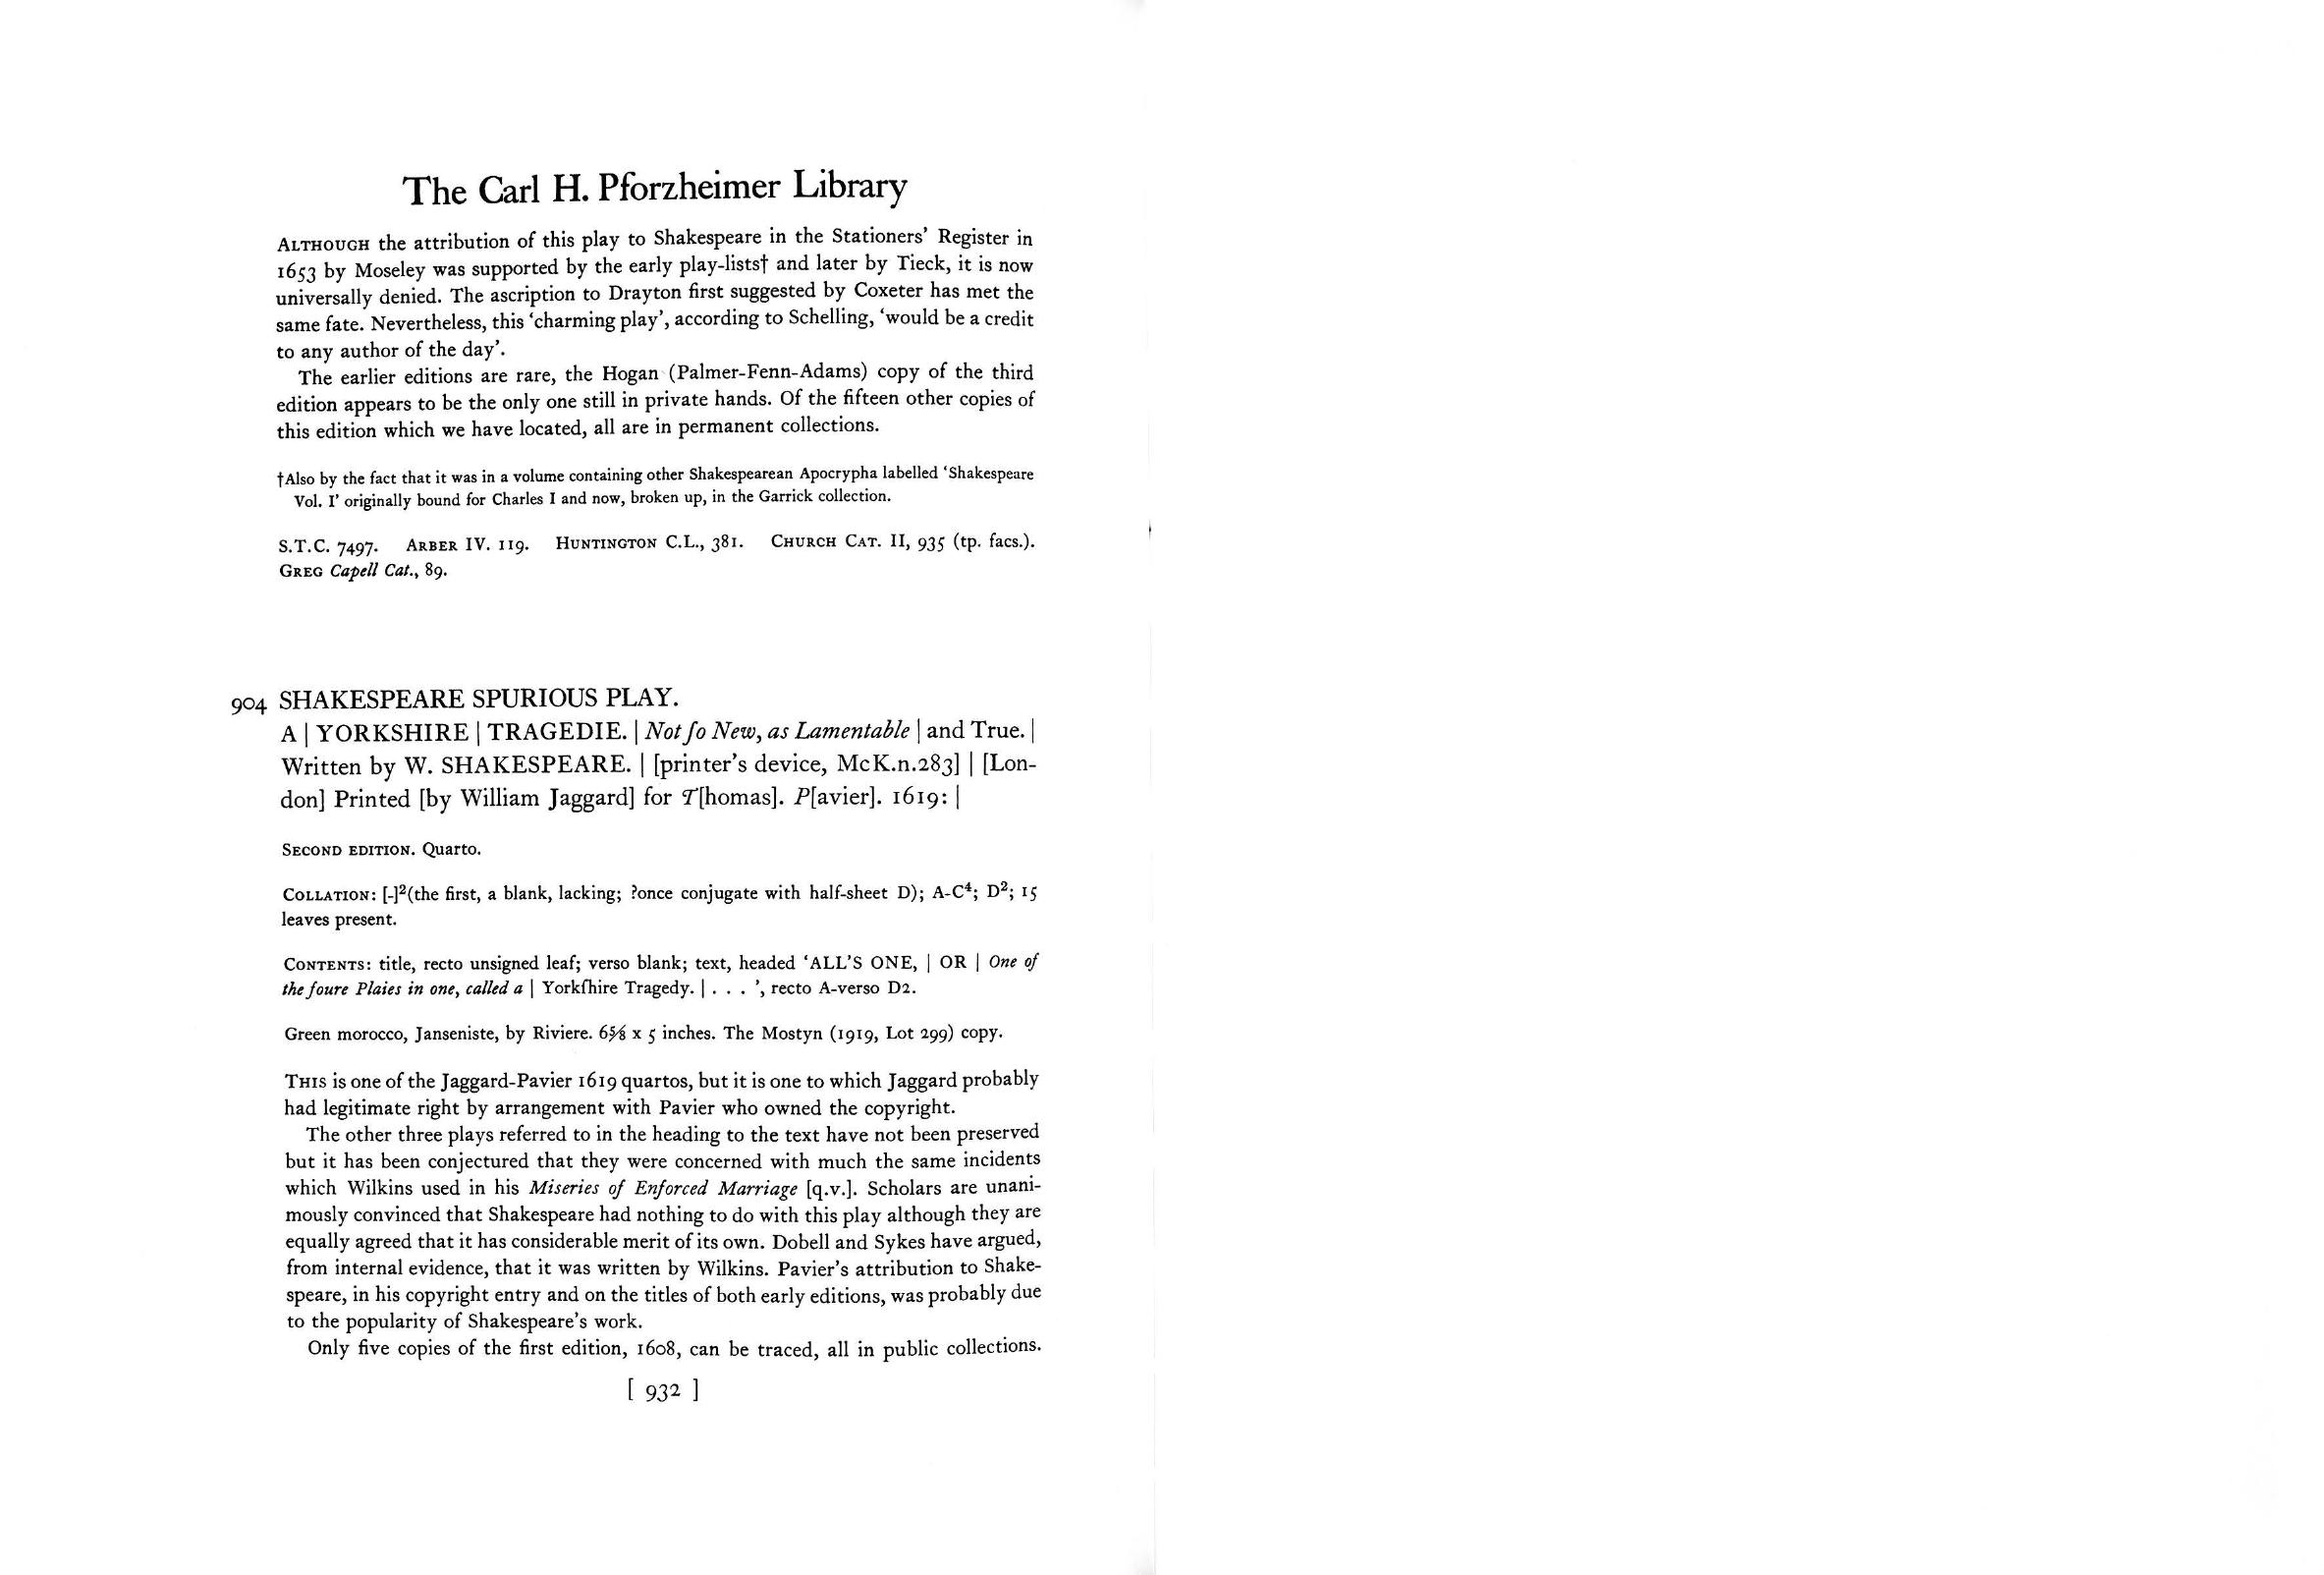 The Carl H. Pforzheimer Library
ALTHOUGH the attribution of this play to Shakespeare in the Stationers' Register in
1653 by Moseley was supported by the early play-lists† and later by Tieck, it is now
universally denied. The ascription to Drayton first suggested by Coxeter has met the
same fate. Nevertheless, this 'charming play', according to Schelling, 'would be a credit
to any author of the day'.
The earlier editions are rare, the Hogan (Palmer-Fenn-Adams) copy of the third
edition appears to be the only one still in private hands. Of the fifteen other copies of
this edition which we have located, all are in permanent collections.
†Also by the fact that it was in a volume containing other Shakespearean Apocrypha labelled 'Shakespeare
Vol. I' originally bound for Charles I and now, broken up, in the Garrick collection.
S.T.C. 7497. ARBER IV. 119. HUNTINGTON C.L., 381. CHURCH CAT. II, 935 (tp. facs.).
GREG Capell Cat., 89.
904 SHAKESPEARE SPURIOUS PLAY.
A | YORKSHIRE | TRAGEDIE. | Not ſo New, as Lamentable | and True. |
Written by W. SHAKESPEARE. | [printer's device, McK.n.283] | [Lon-
don] Printed [by William Jaggard] for T[homas]. P[avier]. 1619: |
SECOND EDITION. Quarto.
COLLATION: [-]²(the first, a blank, lacking; ?once conjugate with half-sheet D); A-C⁴; D²; 15
leaves present.
CONTENTS: title, recto unsigned leaf; verso blank; text, headed 'ALL'S ONE, | OR | One of
the foure Plaies in one, called a | Yorkſhire Tragedy. | . . . ', recto A-verso D2.
Green morocco, Janseniste, by Riviere. 6⅝ x 5 inches. The Mostyn (1919, Lot 299) copy.
THIS is one of the Jaggard-Pavier 1619 quartos, but it is one to which Jaggard probably
had legitimate right by arrangement with Pavier who owned the copyright.
The other three plays referred to in the heading to the text have not been preserved
but it has been conjectured that they were concerned with much the same incidents
which Wilkins used in his Miseries of Enforced Marriage [q.v.]. Scholars are unani-
mously convinced that Shakespeare had nothing to do with this play although they are
equally agreed that it has considerable merit of its own. Dobell and Sykes have argued,
from internal evidence, that it was written by Wilkins. Pavier's attribution to Shake-
speare, in his copyright entry and on the titles of both early editions, was probably due
to the popularity of Shakespeare's work.
Only five copies of the first edition, 1608, can be traced, all in public collections.
[ 932 ]